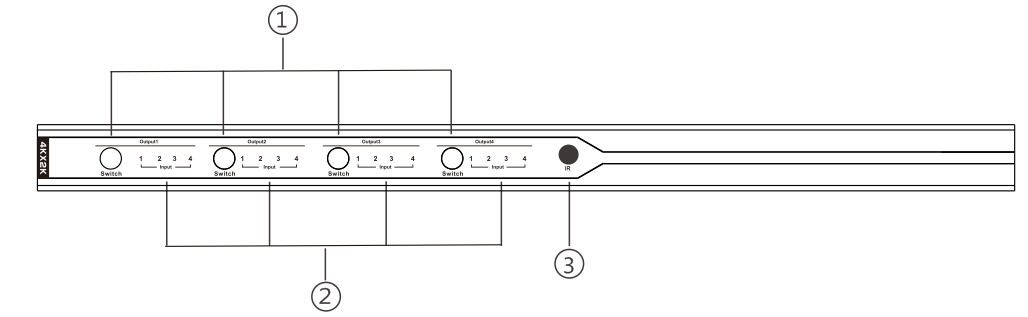 ①
4KX2K
Output1 Output2 Output3 Output4
1 2 3 4 1 2 3 4 1 2 3 4 1 2 3 4
Input Input Input Input
Switch Switch Switch Switch IR
② ③